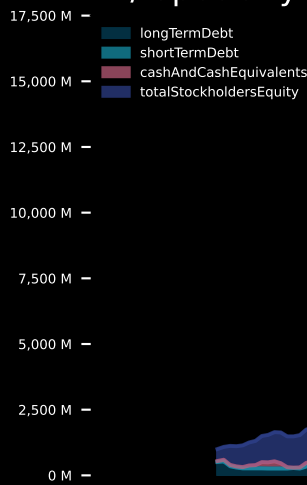 17,500 M
longTermDebt
shortTermDebt
15,000 M
cashAndCashEquivalents
totalStockholdersEquity
12,500 M
10,000 M
7,500 M
5,000 M
2,500 M
0 M